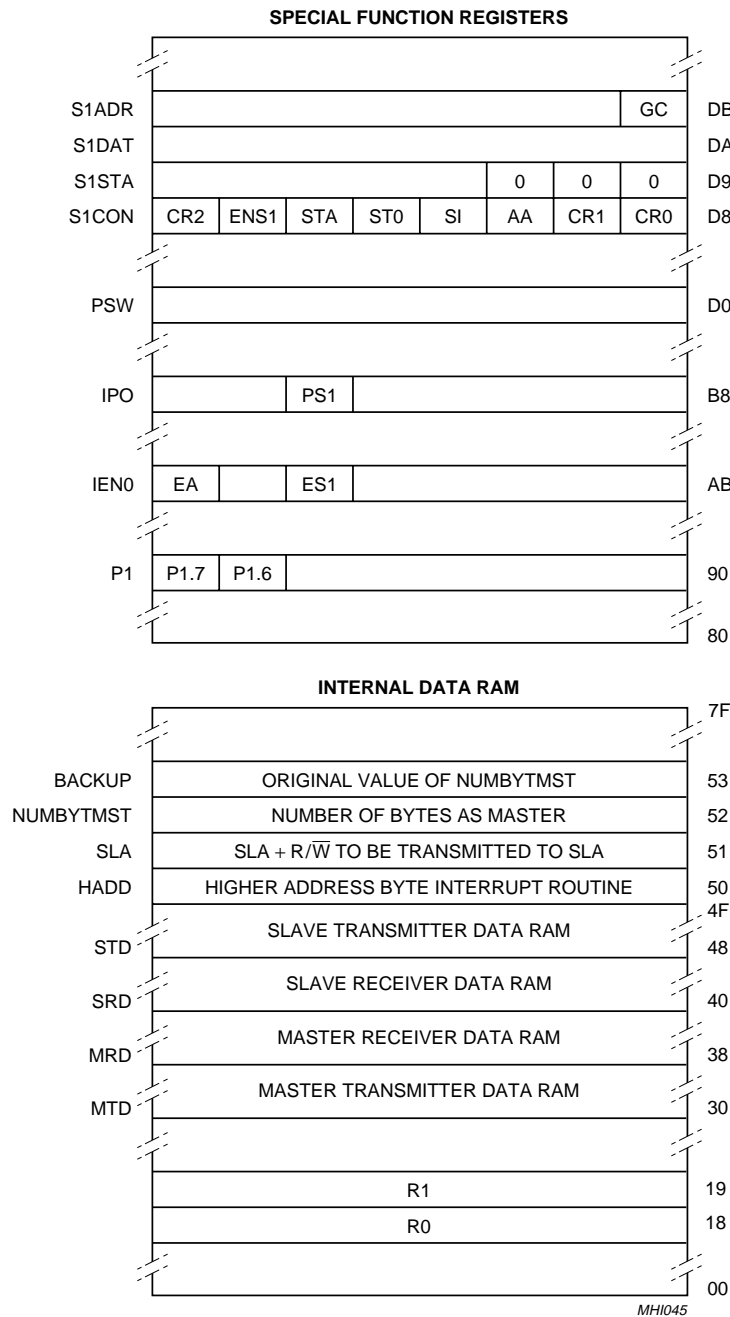 SPECIAL FUNCTION REGISTERS
S1ADR GC DB
S1DAT DA
S1STA 0 0 0 D9
S1CON CR2 ENS1 STA ST0 SI AA CR1 CR0 D8
PSW D0
IPO PS1 B8
IEN0 EA ES1 AB
P1 P1.7 P1.6 90
80
INTERNAL DATA RAM
7F
BACKUP ORIGINAL VALUE OF NUMBYTMST 53
NUMBYTMST NUMBER OF BYTES AS MASTER 52
SLA SLA + R/W̅ TO BE TRANSMITTED TO SLA 51
HADD HIGHER ADDRESS BYTE INTERRUPT ROUTINE 50
4F
STD SLAVE TRANSMITTER DATA RAM 48
SRD SLAVE RECEIVER DATA RAM 40
MRD MASTER RECEIVER DATA RAM 38
MTD MASTER TRANSMITTER DATA RAM 30
R1 19
R0 18
00
MHI045